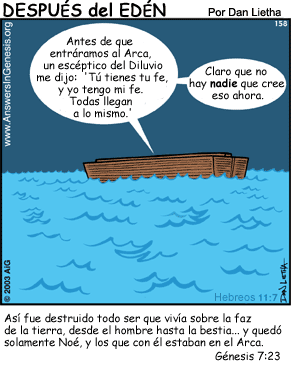 DESPUÉS del EDÉN
Por Dan Lietha
158
www.AnswersInGenesis.org
Antes de que
entráramos al Arca,
un escéptico del Diluvio
me dijo: 'Tú tienes tu fe,
y yo tengo mi fe.
Todas llegan
a lo mismo.'
Claro que no
hay nadie que cree
eso ahora.
© 2003 AiG
DAN LIETHA
Hebreos 11:7
Así fue destruido todo ser que vivía sobre la faz
de la tierra, desde el hombre hasta la bestia... y quedó
solamente Noé, y los que con él estaban en el Arca.
Génesis 7:23